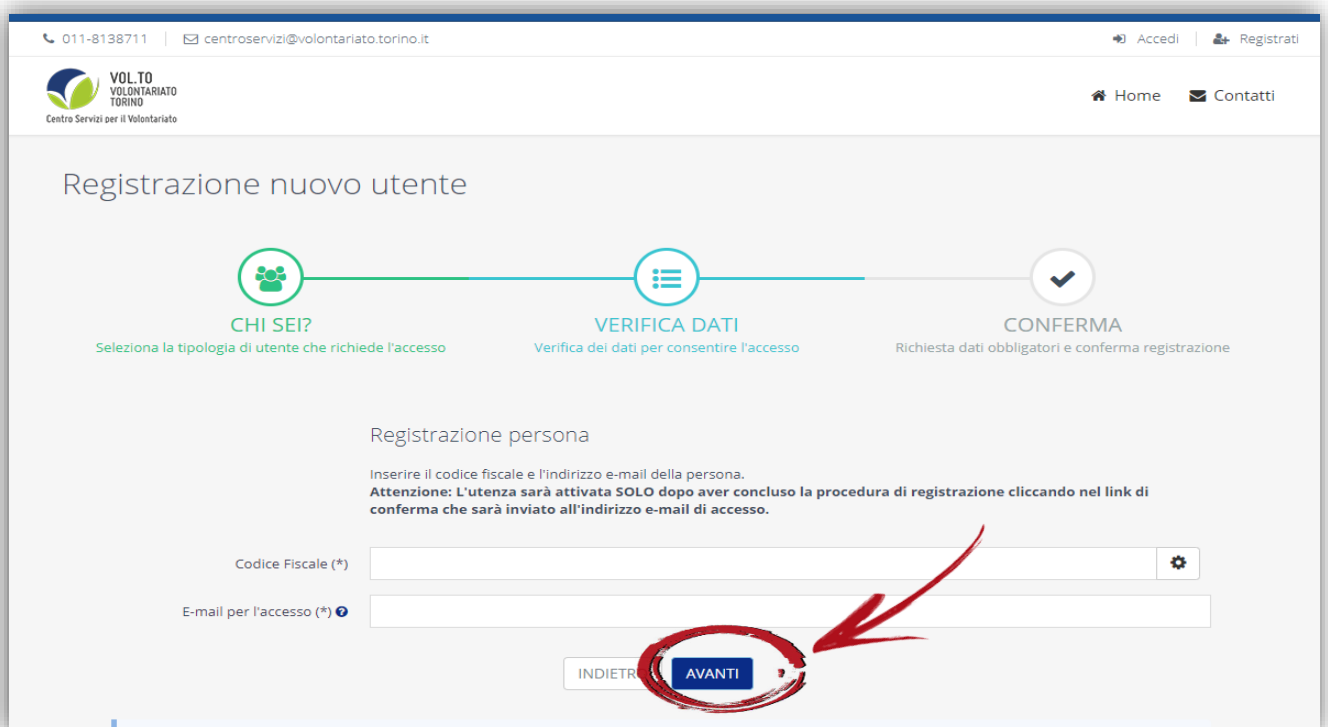 011-8138711 centroservizi@volontariato.torino.it Accedi Registrati
VOL.TO
VOLONTARIATO
TORINO
Centro Servizi per il Volontariato
Home Contatti
Registrazione nuovo utente
CHI SEI? VERIFICA DATI CONFERMA
Seleziona la tipologia di utente che richiede l'accesso Verifica dei dati per consentire l'accesso Richiesta dati obbligatori e conferma registrazione
Registrazione persona
Inserire il codice fiscale e l'indirizzo e-mail della persona.
Attenzione: L'utenza sarà attivata SOLO dopo aver concluso la procedura di registrazione cliccando nel link di
conferma che sarà inviato all'indirizzo e-mail di accesso.
Codice Fiscale (*)
E-mail per l'accesso (*)
AVANTI